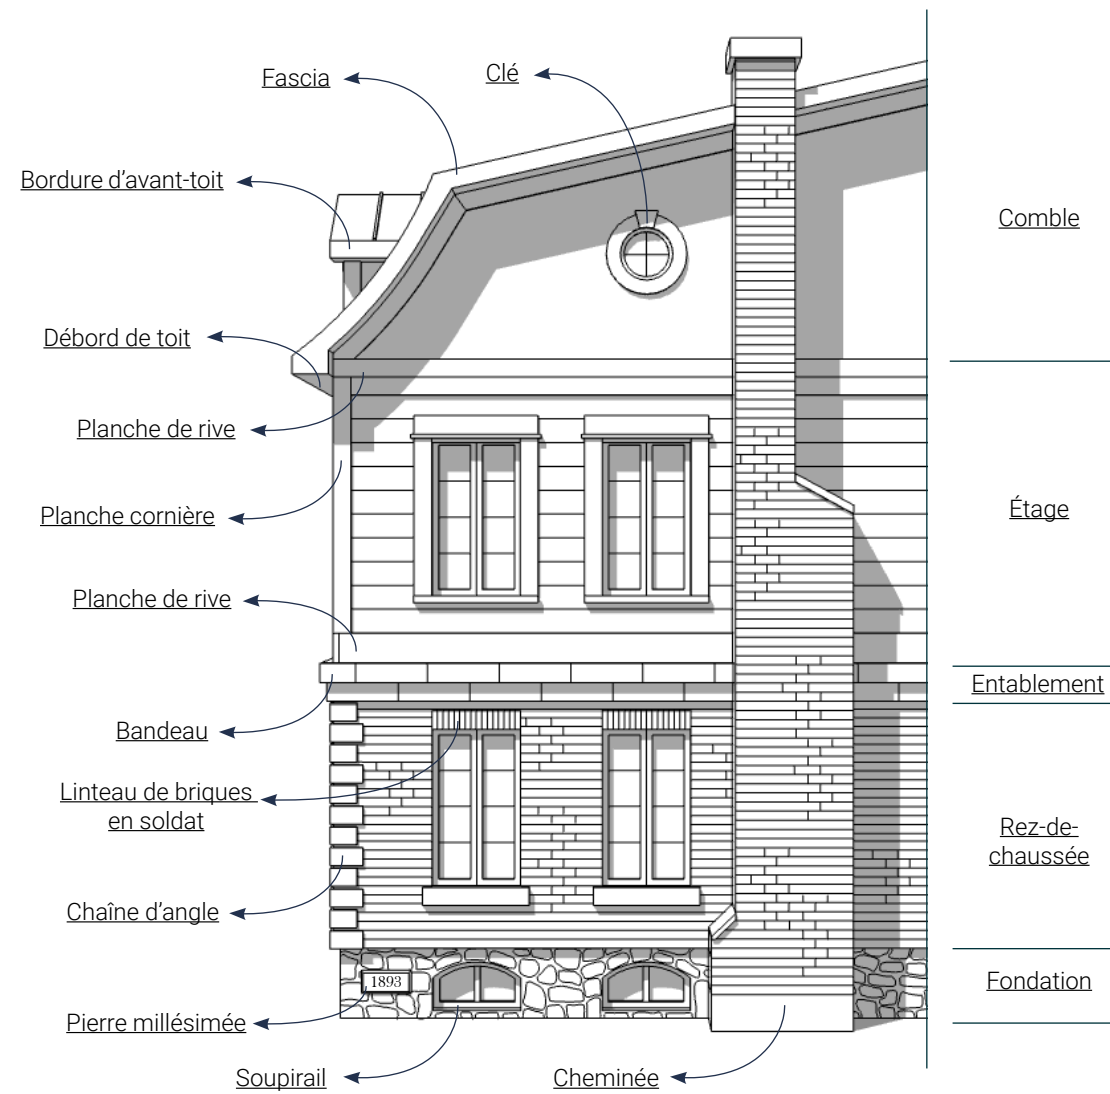 Fascia
Clé
Bordure d’avant-toit
Comble
Débord de toit
Planche de rive
Planche cornière
Étage
Planche de rive
Entablement
Bandeau
Linteau de briques
en soldat
Rez-de-
chaussée
Chaîne d’angle
1893
Fondation
Pierre millésimée
Soupirail
Cheminée